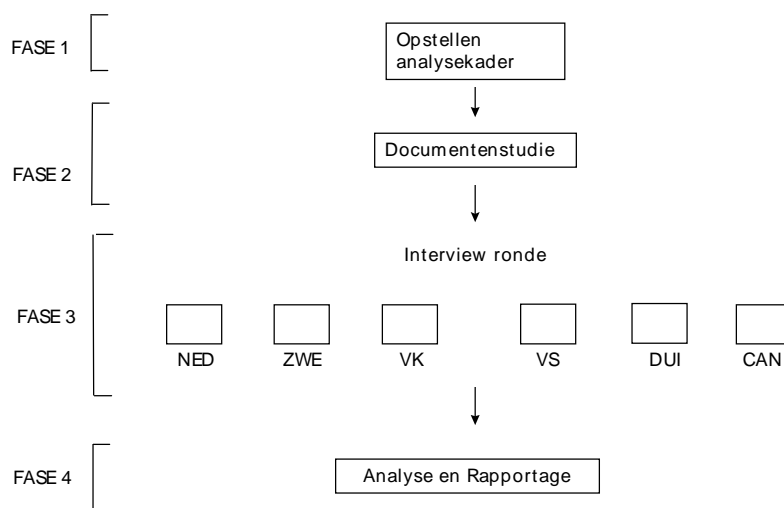 FASE 1
Opstellen
analysekader
Documentenstudie
FASE 2
Interview ronde
FASE 3
NED ZWE VK VS DUI CAN
Analyse en Rapportage
FASE 4